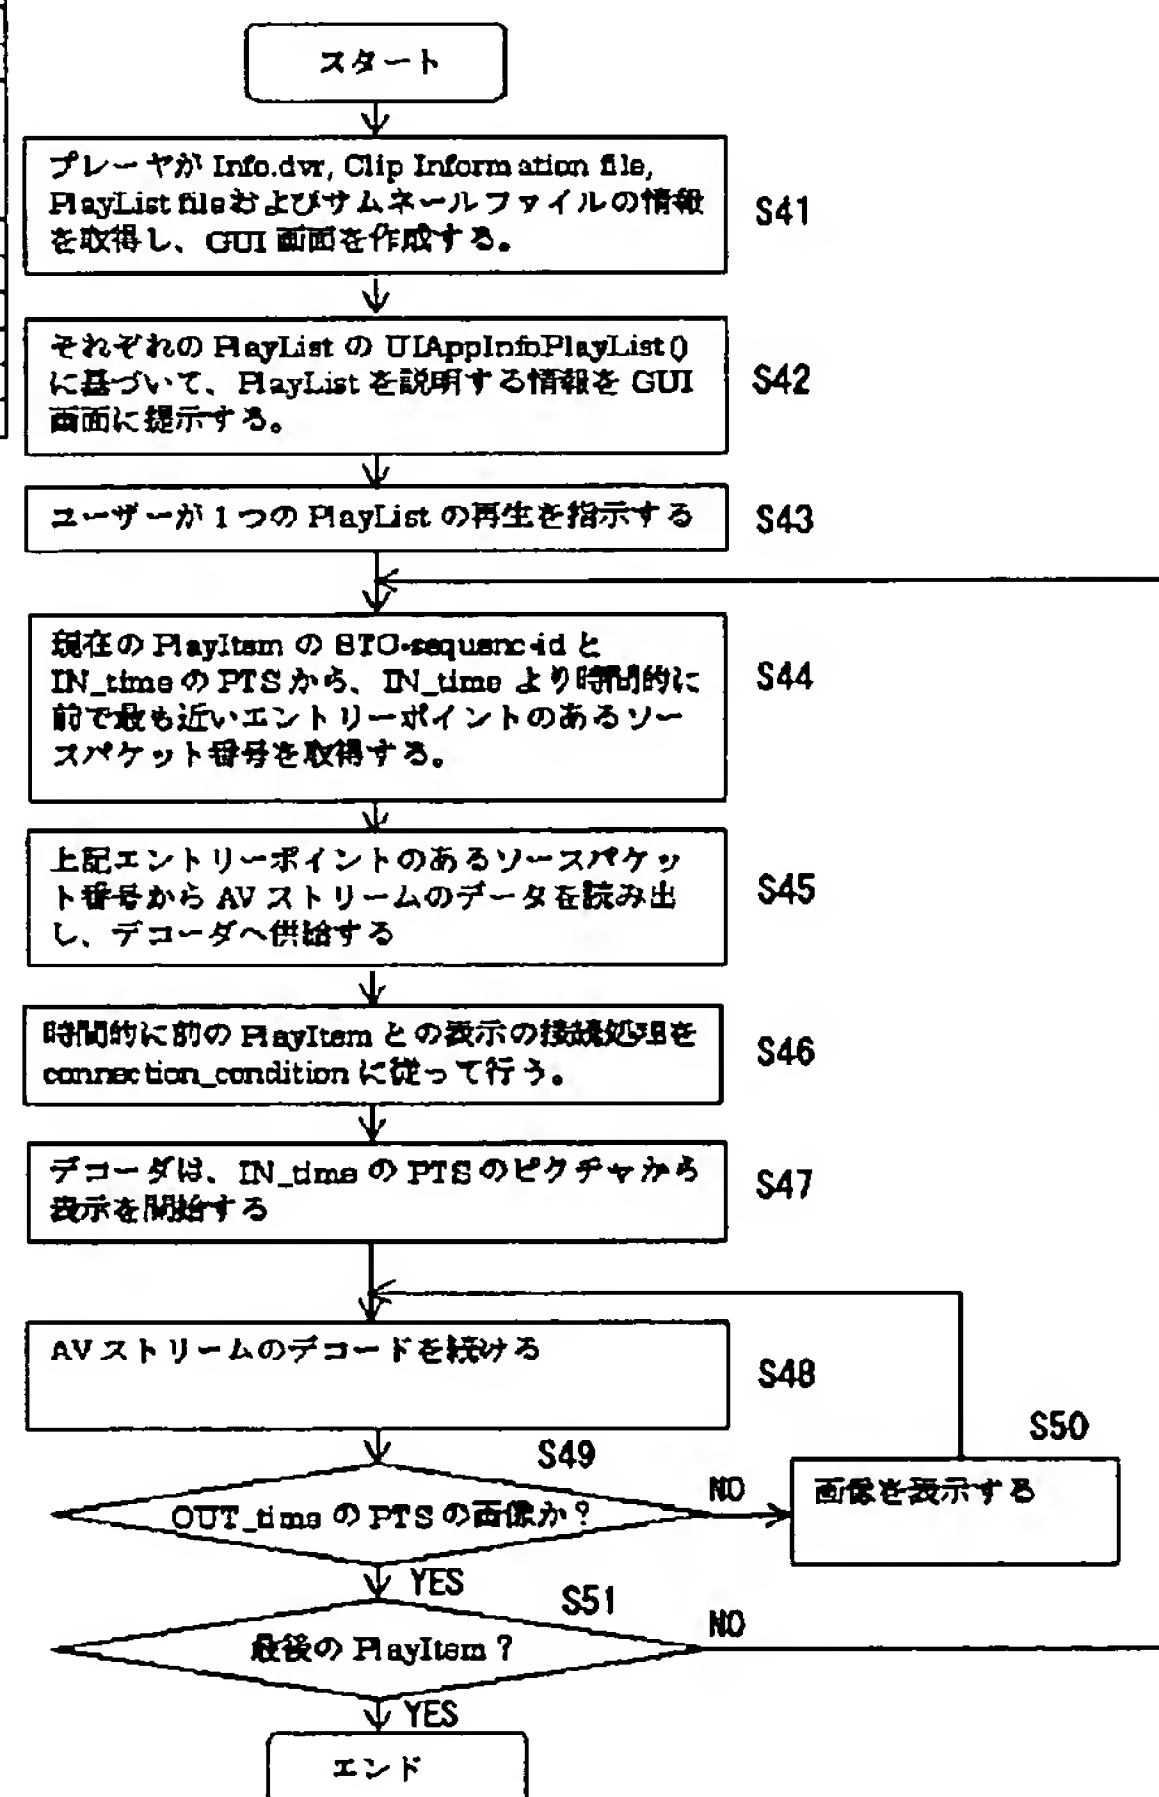 スタート
プレーヤが Info.dvr, Clip Information file,
PlayList fileおよびサムネールファイルの情報
を取得し、GUI 画面を作成する。
S41
それぞれの PlayList の UIAppInfoPlayList()
に基づいて、PlayList を説明する情報を GUI
画面に提示する。
S42
ユーザーが 1 つの PlayList の再生を指示する
S43
現在の PlayItem の STC-sequenc-id と
IN_time の PTS から、IN_time より時間的に
前で最も近いエントリーポイントのあるソー
スパケット番号を取得する。
S44
上記エントリーポイントのあるソースパケッ
ト番号から AV ストリームのデータを読み出
し、デコーダへ供給する
S45
時間的に前の PlayItem との表示の接続処理を
connection_condition に従って行う。
S46
デコーダは、IN_time の PTS のピクチャから
表示を開始する
S47
AV ストリームのデコードを続ける
S48
S49
OUT_time の PTS の画像か?
NO
S50
画像を表示する
YES
S51
最後の PlayItem ?
NO
YES
エンド